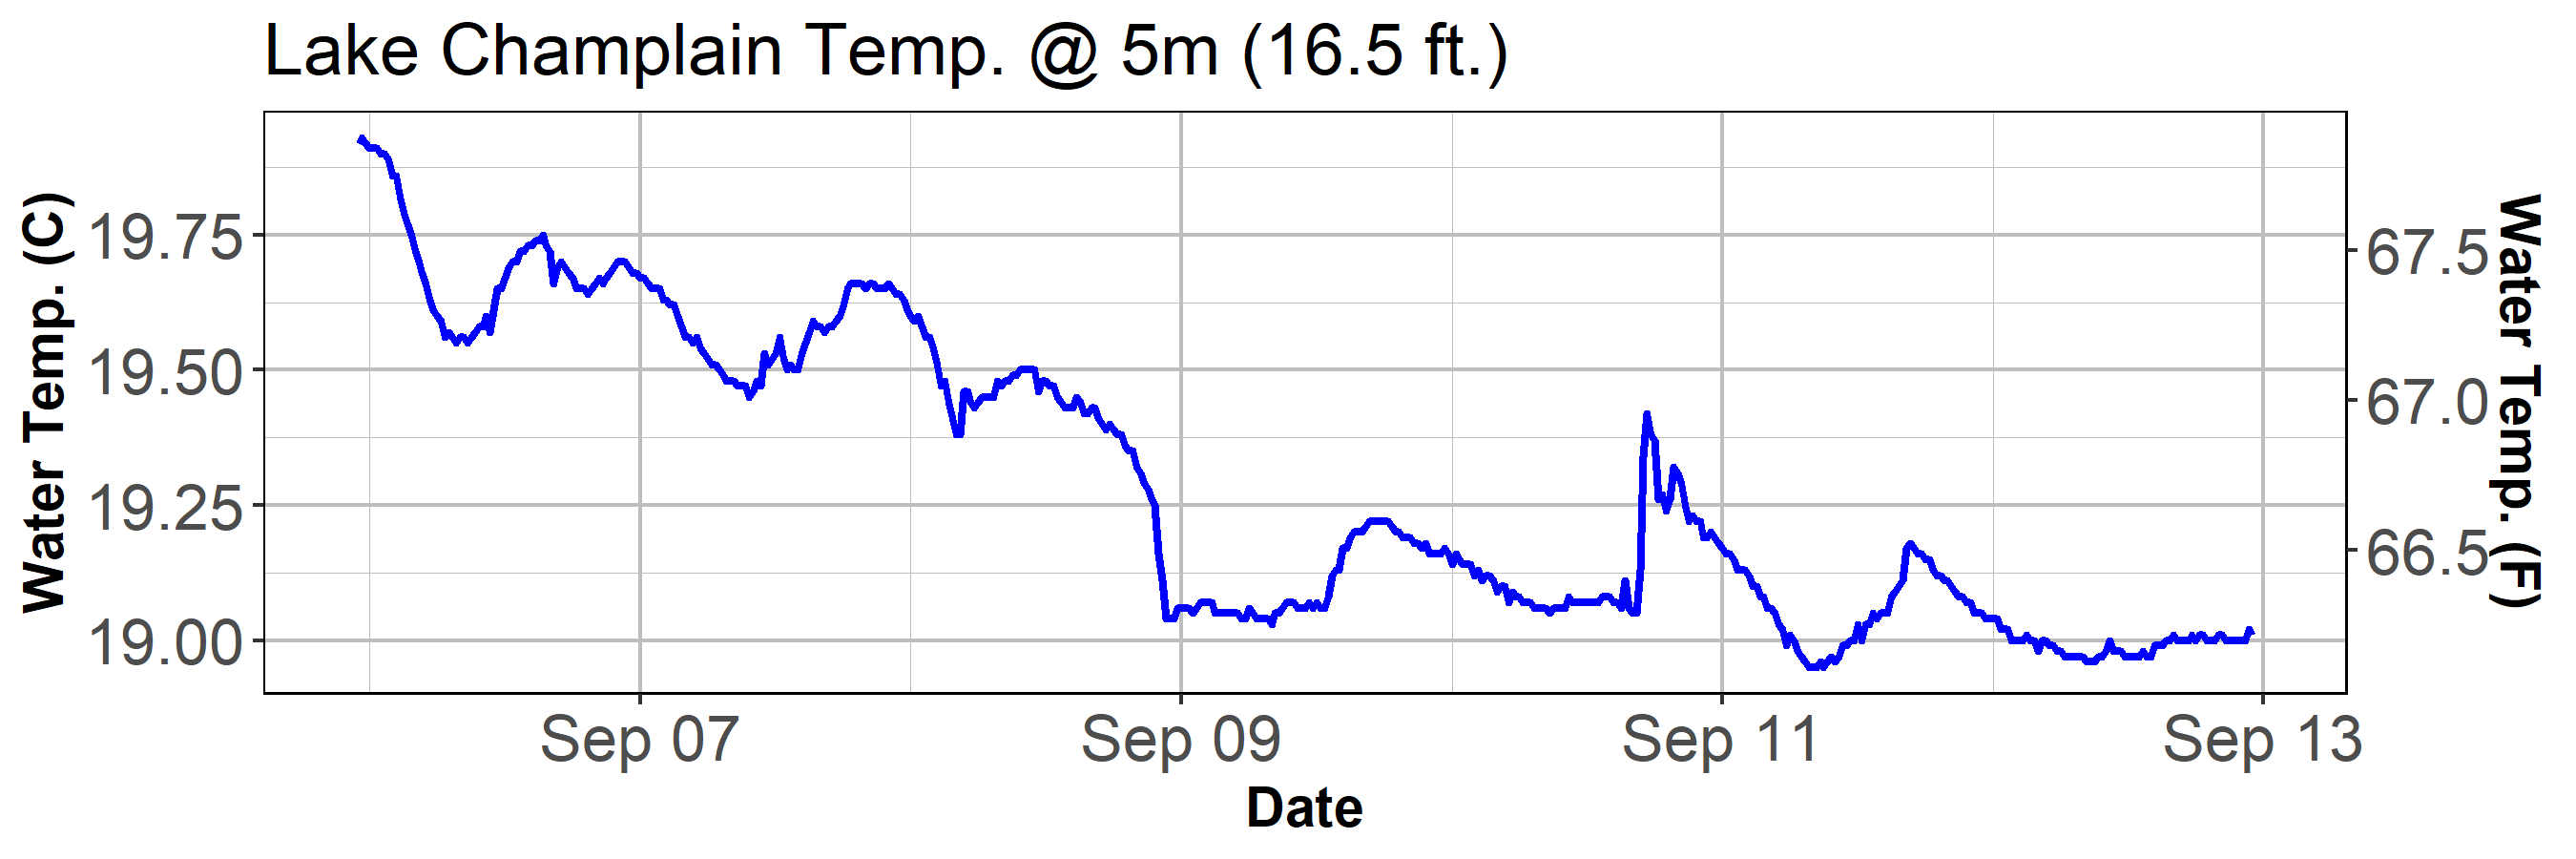 Lake Champlain Temp. @ 5m (16.5 ft.)
Water Temp. (C)
19.75
19.50
19.25
19.00
67.5
67.0
66.5
Water Temp. (F)
Sep 07 Sep 09 Sep 11 Sep 13
Date